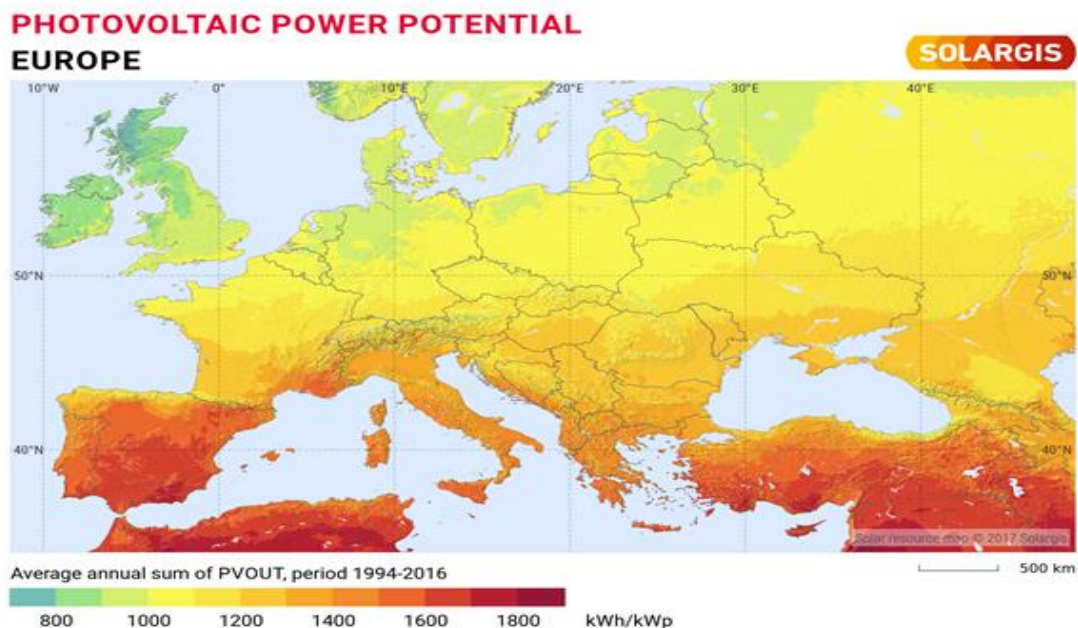 PHOTOVOLTAIC POWER POTENTIAL
EUROPE
SOLARGIS
10°W 0° 10°E 20°E 30°E 40°E
50°N 50°N
40°N 40°N
Solar resource map © 2017 Solargis
Average annual sum of PVOUT, period 1994-2016
500 km
800 1000 1200 1400 1600 1800 kWh/kWp